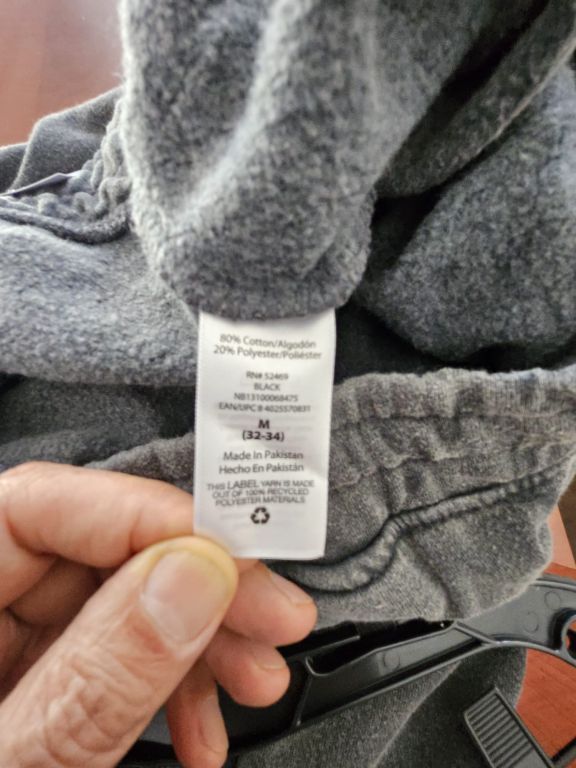 80% Cotton/Algodón
20% Polyester/Poliéster
RN# 52469
BLACK
NB13100068475
EAN/UPC 8 4025570831
M
(32-34)
Made In Pakistan
Hecho En Pakistán
THIS LABEL YARN IS MADE
OUT OF 100% RECYCLED
POLYESTER MATERIALS